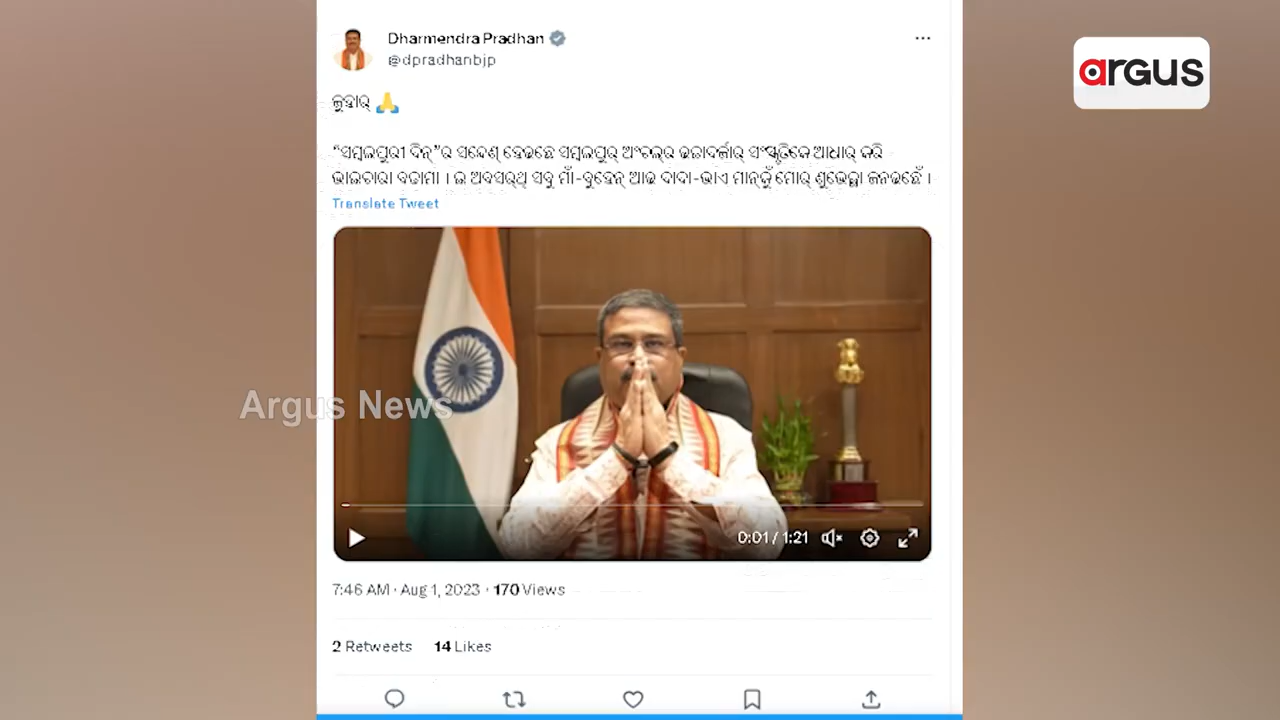 Dharmendra Pradhan
@dpradhanbjp
argus
ଜୁହାର୍ 🙏
“ସମ୍ବଲପୁରୀ ଦିନ୍”ର ସନ୍ଦେଶ୍ ହେଉଛେ ସମ୍ବଲପୁର୍ ଅଂଚଲ୍‌ର ଭାଷାଦର୍ଜାର୍ ସଂସ୍କୃତିକେ ଆଧାର୍ କରି
ଭାଇଚାରା ବଢାମା । ଇ ଅବସର୍‌ଥି ସବୁ ମାଁ-ବୁହେନ୍ ଆଉ ଦାଦା-ଭାଏ ମାନ୍‌କୁଁ ମୋର୍ ଶୁଭେଚ୍ଛା ଜନଉଛେଁ ।
Translate Tweet
Argus News
0:01 / 1:21
7:46 AM · Aug 1, 2023 · 170 Views
2 Retweets 14 Likes